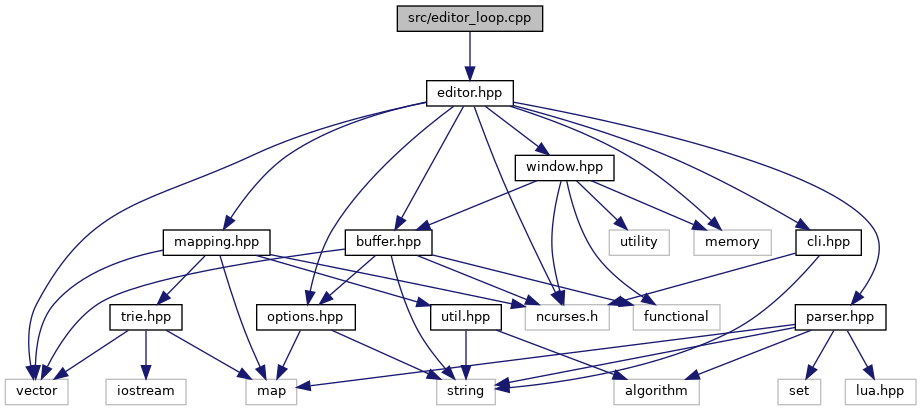 src/editor_loop.cpp
editor.hpp
window.hpp
mapping.hpp
buffer.hpp
utility
memory
cli.hpp
trie.hpp
options.hpp
util.hpp
ncurses.h
functional
parser.hpp
vector
iostream
map
string
algorithm
set
lua.hpp